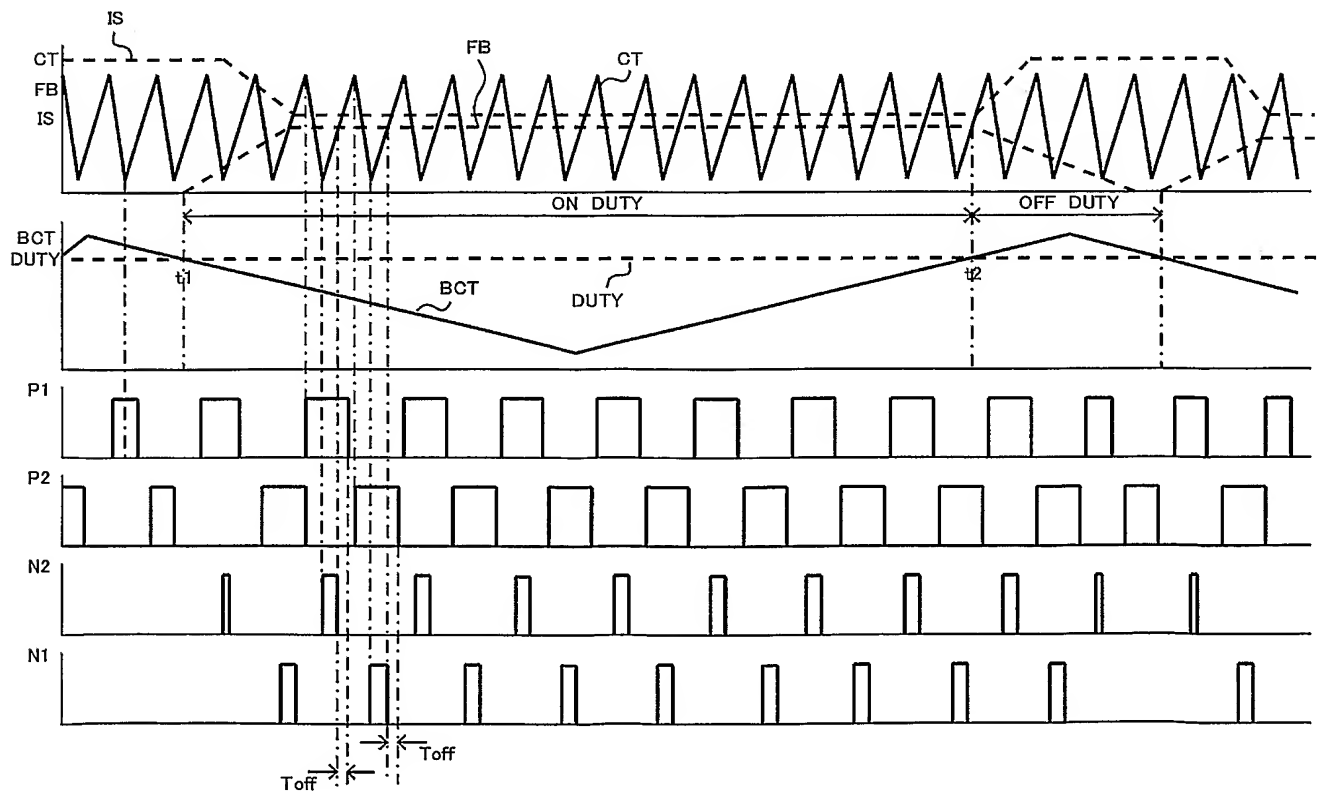 IS
CT
FB
IS
FB
CT
ON DUTY
OFF DUTY
BCT
DUTY
t1
t2
BCT
DUTY
P1
P2
N2
N1
Toff
Toff